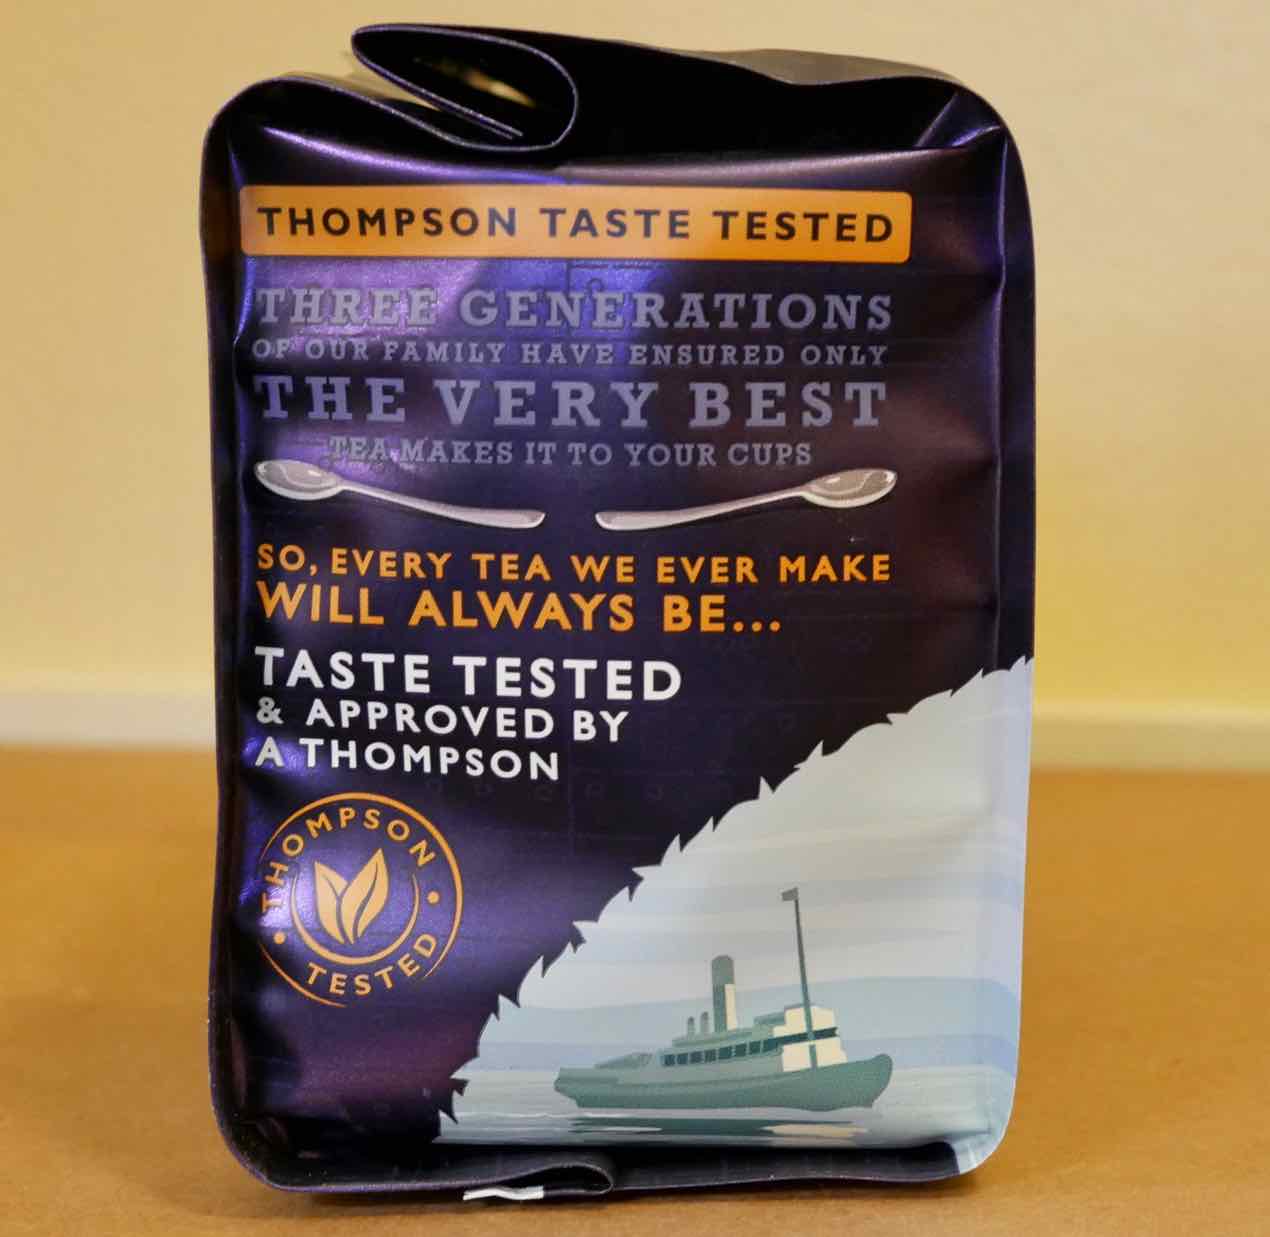 THOMPSON TASTE TESTED
THREE GENERATIONS
OF OUR FAMILY HAVE ENSURED ONLY
THE VERY BEST
TEA MAKES IT TO YOUR CUPS
SO, EVERY TEA WE EVER MAKE
WILL ALWAYS BE...
TASTE TESTED
& APPROVED BY
A THOMPSON
THOMPSON
TESTED